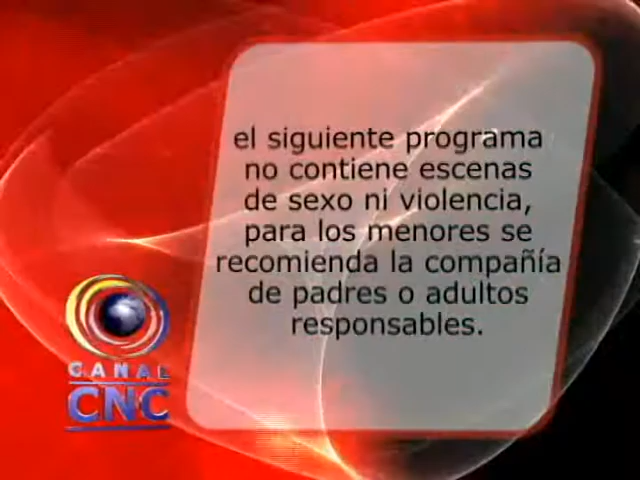 el siguiente programa
no contiene escenas
de sexo ni violencia,
para los menores se
recomienda la compañía
de padres o adultos
responsables.
CANAL
CNC